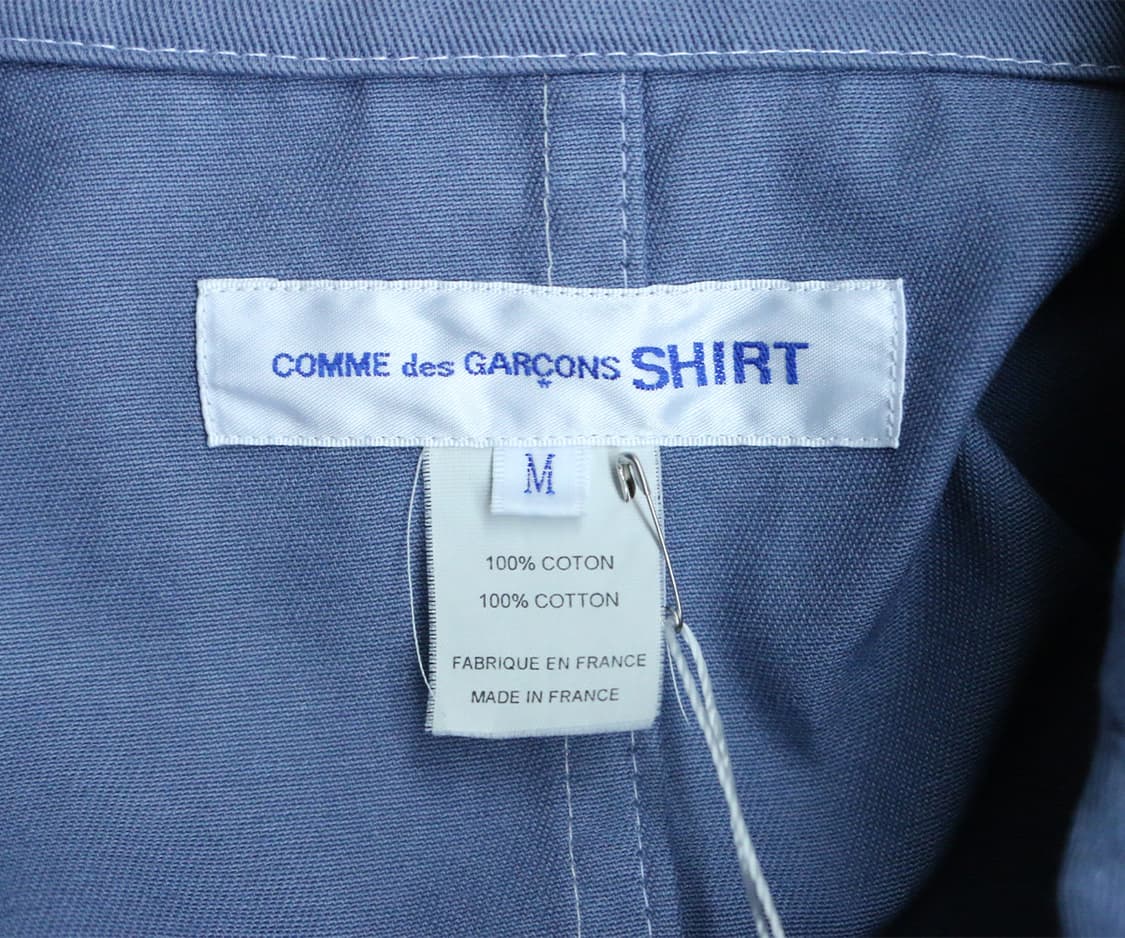 COMME des GARÇONS SHIRT
M
100% COTON
100% COTTON
FABRIQUE EN FRANCE
MADE IN FRANCE